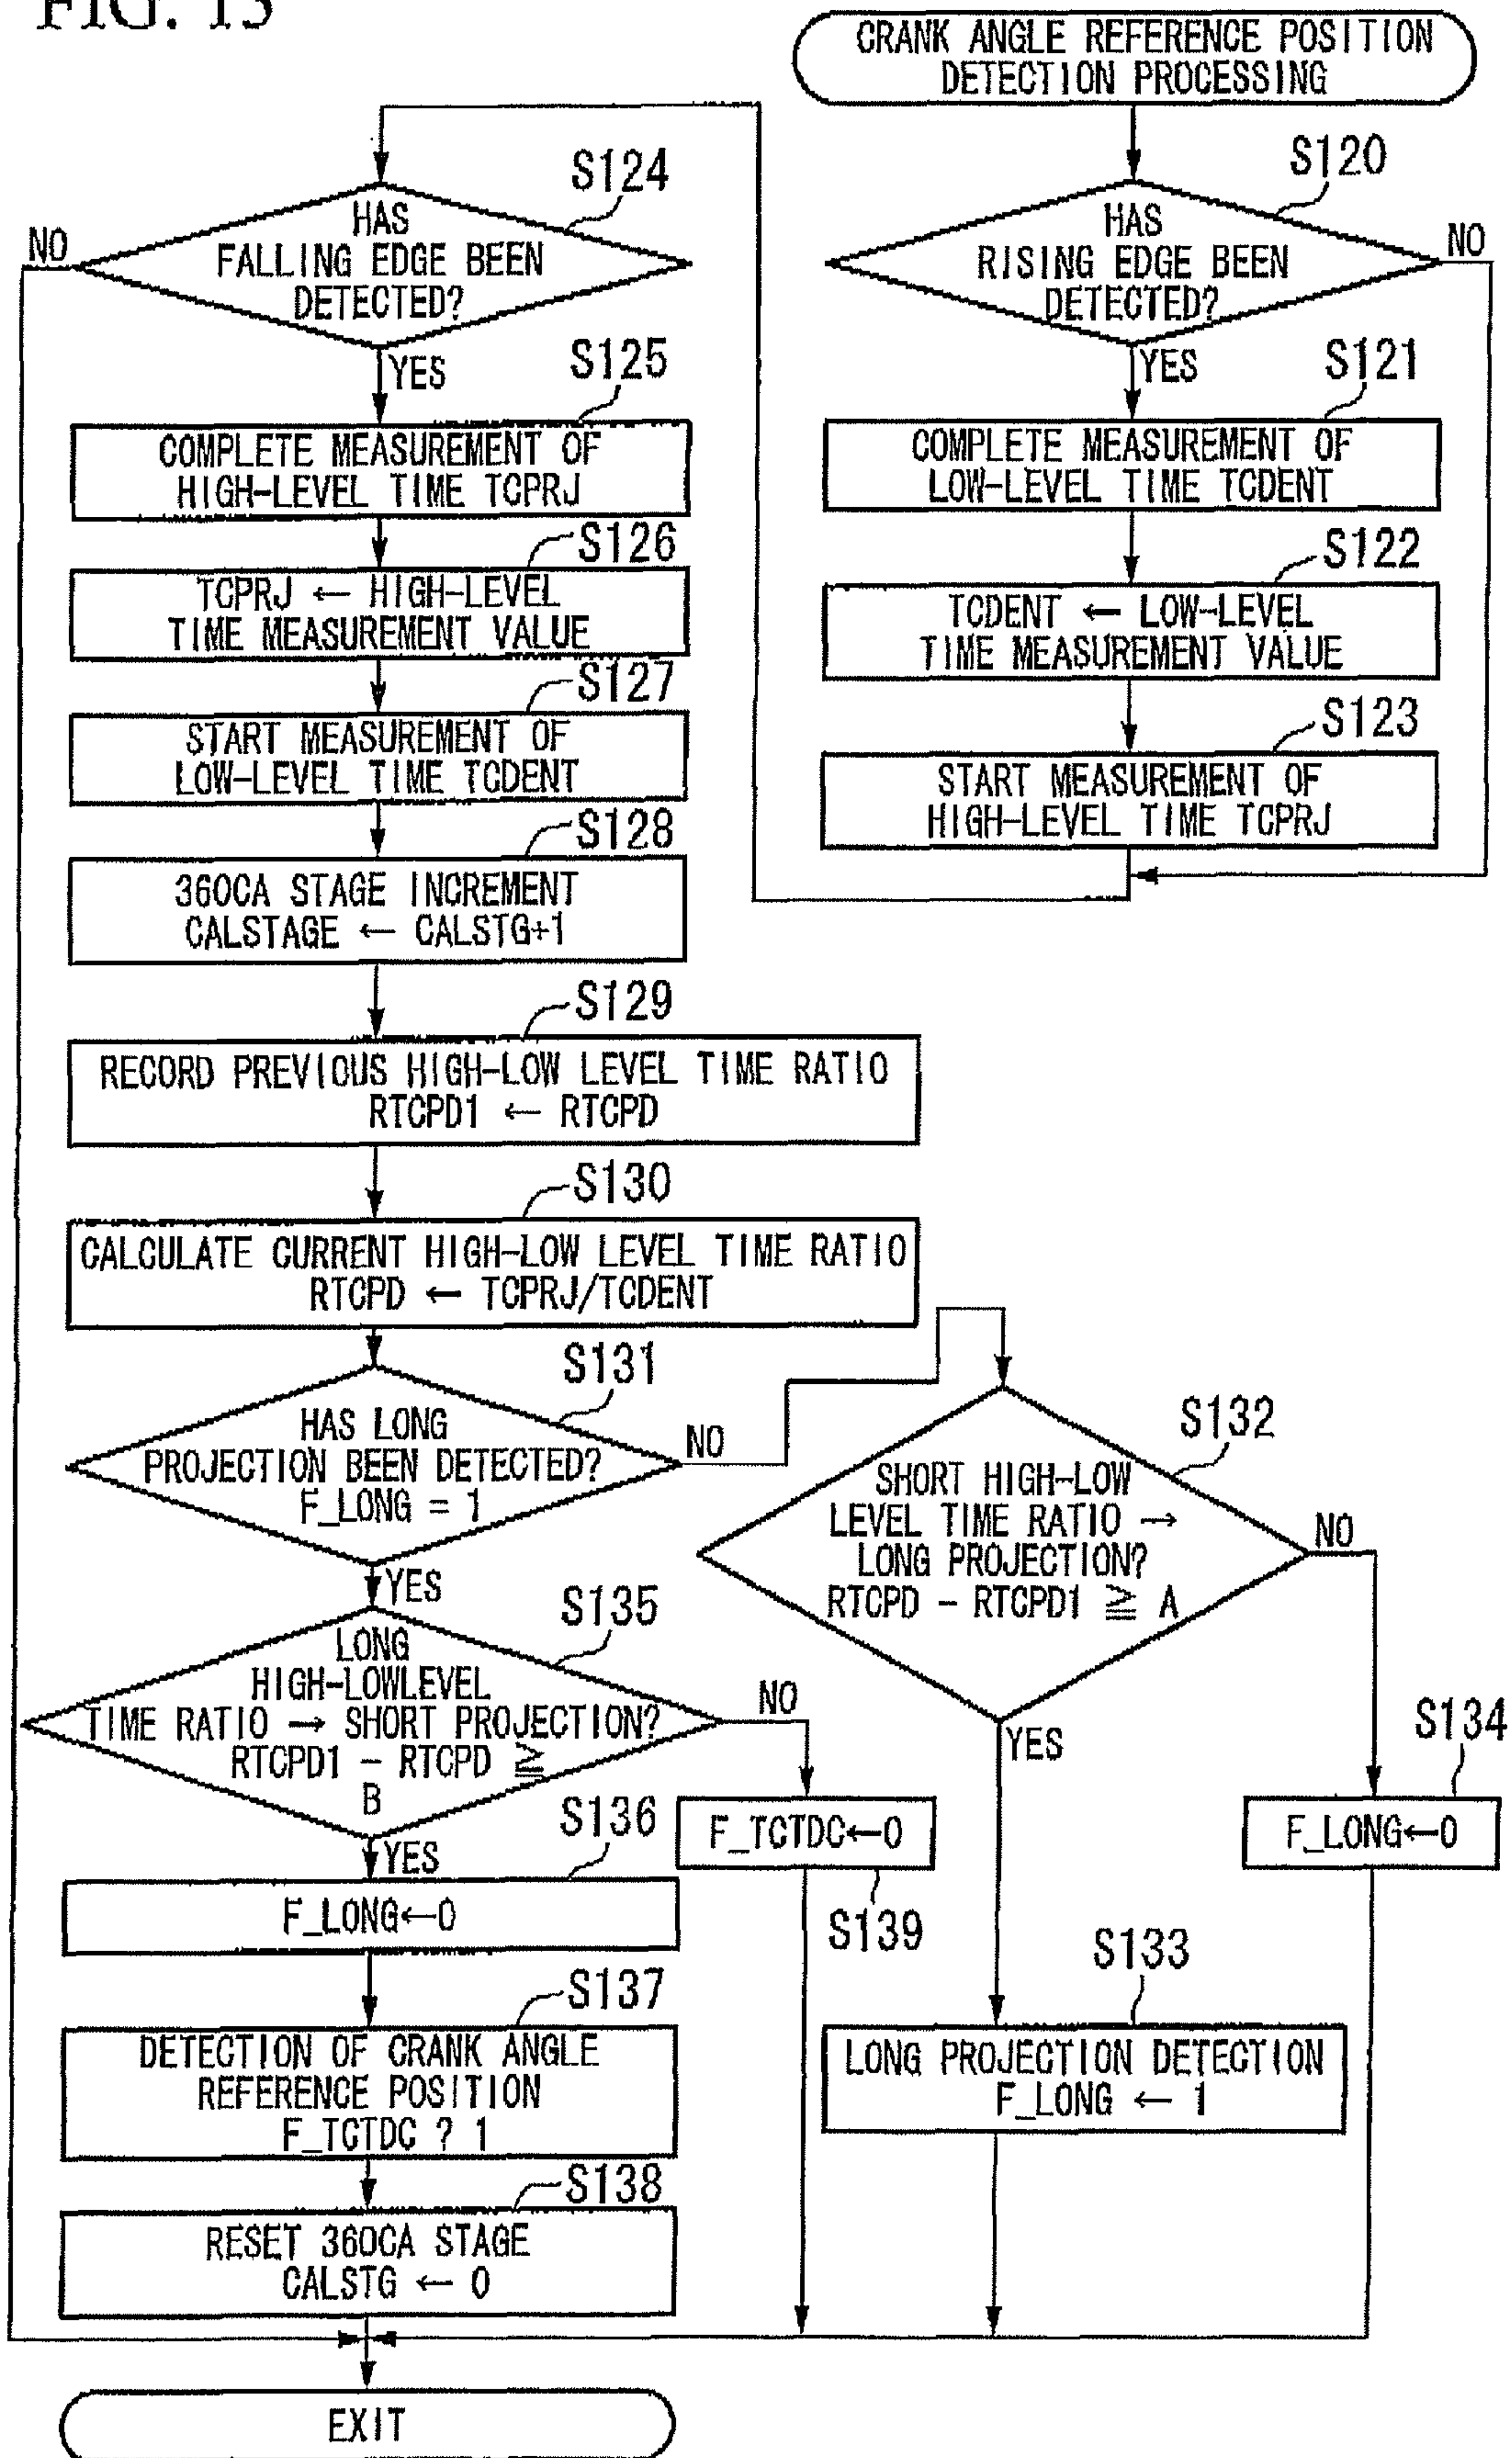 FIG. 13
CRANK ANGLE REFERENCE POSITION
DETECTION PROCESSING
S120
HAS
RISING EDGE BEEN
DETECTED?
NO
YES
S121
COMPLETE MEASUREMENT OF
LOW-LEVEL TIME TCDENT
S122
TCDENT ← LOW-LEVEL
TIME MEASUREMENT VALUE
S123
START MEASUREMENT OF
HIGH-LEVEL TIME TCPRJ
S124
HAS
FALLING EDGE BEEN
DETECTED?
NO
YES
S125
COMPLETE MEASUREMENT OF
HIGH-LEVEL TIME TCPRJ
S126
TCPRJ ← HIGH-LEVEL
TIME MEASUREMENT VALUE
S127
START MEASUREMENT OF
LOW-LEVEL TIME TCDENT
S128
360CA STAGE INCREMENT
CALSTAGE ← CALSTG+1
S129
RECORD PREVIOUS HIGH-LOW LEVEL TIME RATIO
RTCPD1 ← RTCPD
S130
CALCULATE CURRENT HIGH-LOW LEVEL TIME RATIO
RTCPD ← TCPRJ/TCDENT
S131
HAS LONG
PROJECTION BEEN DETECTED?
F_LONG = 1
NO
YES
S132
SHORT HIGH-LOW
LEVEL TIME RATIO →
LONG PROJECTION?
RTCPD - RTCPD1 ≧ A
NO
YES
S134
F_LONG←0
S133
LONG PROJECTION DETECTION
F_LONG ← 1
S135
LONG
HIGH-LOWLEVEL
TIME RATIO → SHORT PROJECTION?
RTCPD1 - RTCPD ≧
B
NO
YES
F_TCTDC←0
S139
S136
F_LONG←0
S137
DETECTION OF CRANK ANGLE
REFERENCE POSITION
F_TCTDC ? 1
S138
RESET 360CA STAGE
CALSTG ← 0
EXIT